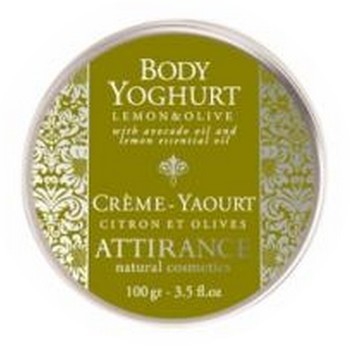 BODY
YOGHURT
LEMON&OLIVE
with avocado oil and
lemon essential oil
CRÈME-YAOURT
CITRON ET OLIVES
ATTIRANCE
natural cosmetics
100 gr - 3.5 fl.oz